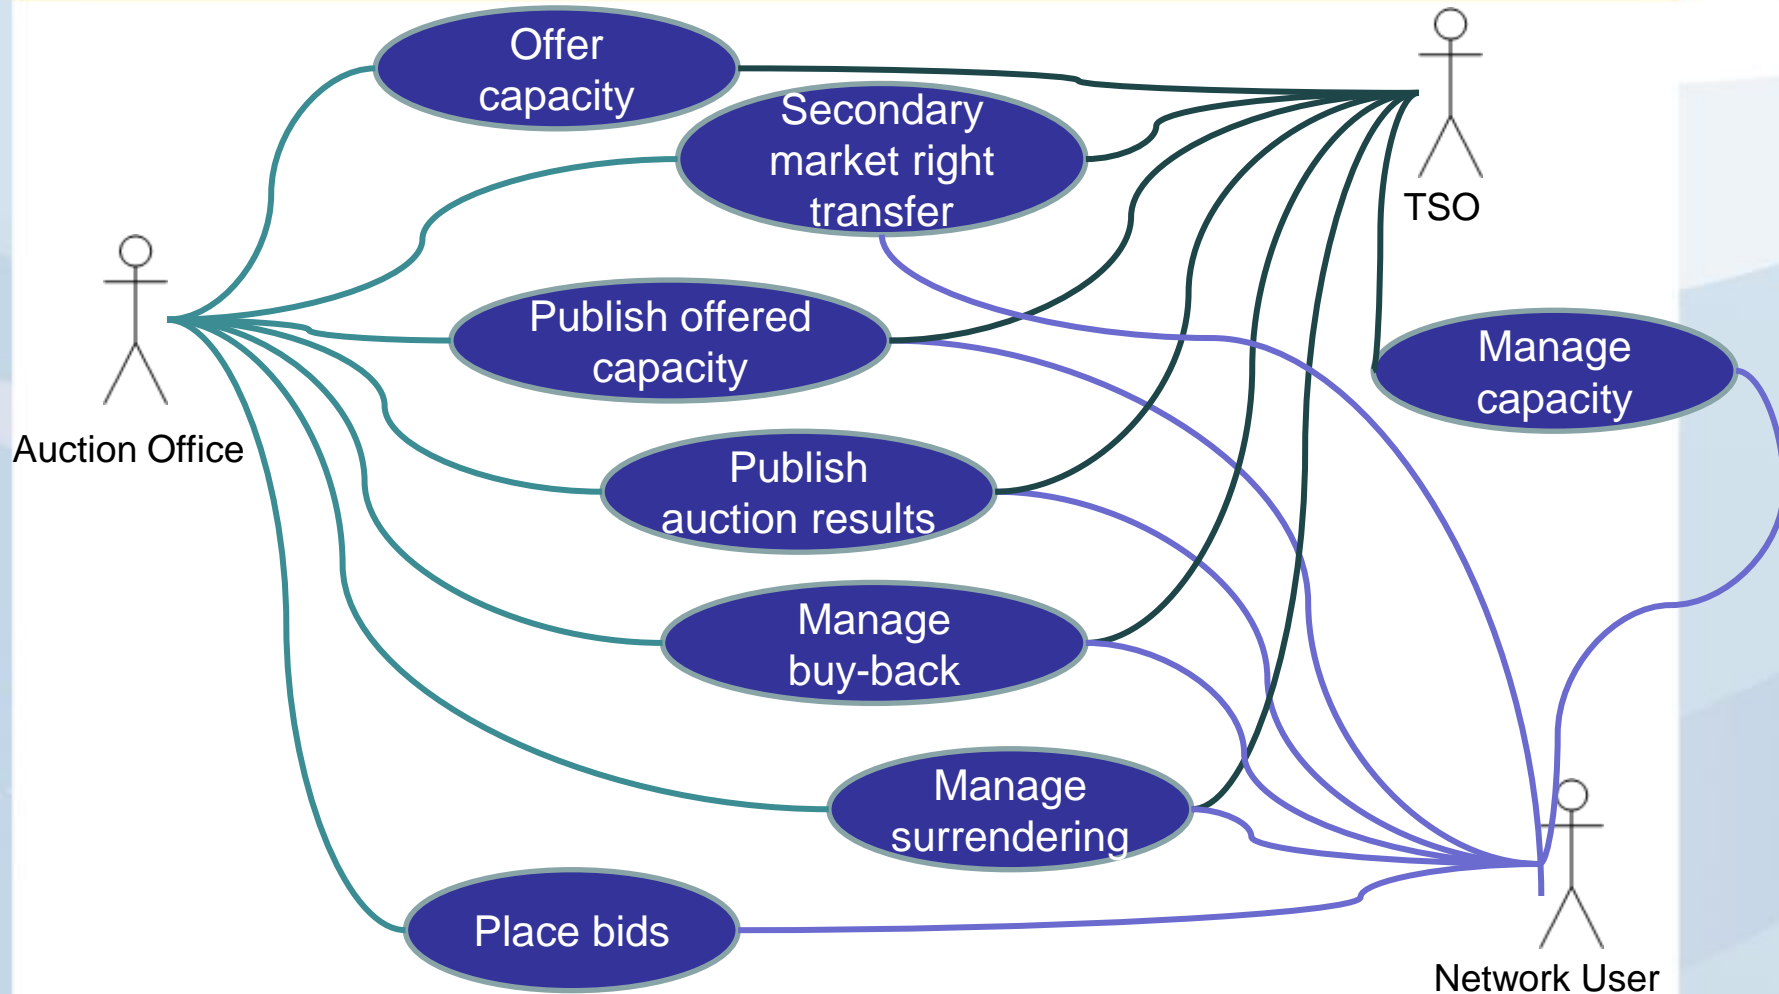 Offer
capacity
Secondary
market right
transfer
TSO
Publish offered
capacity
Manage
capacity
Auction Office
Publish
auction results
Manage
buy-back
Manage
surrendering
Place bids
Network User